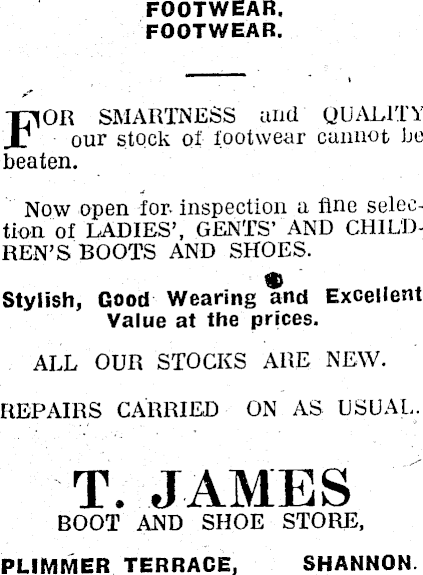 FOOTWEAR.
FOOTWEAR.
FOR SMARTNESS and QUALITY
our stock of footwear cannot be
beaten.
Now open for inspection a fine selec-
tion of LADIES', GENTS' AND CHILD-
REN'S BOOTS AND SHOES.
Stylish, Good Wearing and Excellent
Value at the prices.
ALL OUR STOCKS ARE NEW.
REPAIRS CARRIED ON AS USUAL.
T. JAMES
BOOT AND SHOE STORE,
PLIMMER TERRACE, SHANNON.